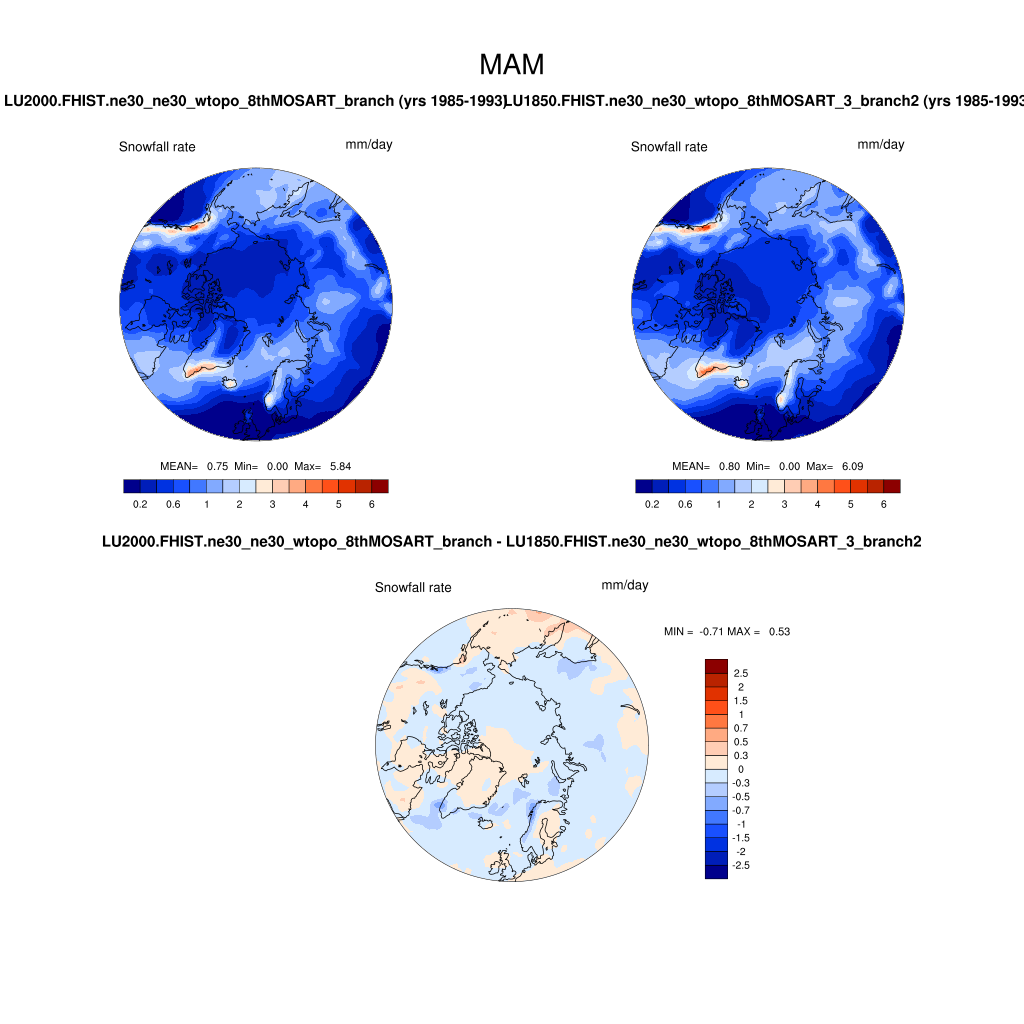 MAM
LU2000.FHIST.ne30_ne30_wtopo_8thMOSART_branch (yrs 1985-1993)
LU1850.FHIST.ne30_ne30_wtopo_8thMOSART_3_branch2 (yrs 1985-1993
Snowfall rate mm/day
Snowfall rate mm/day
MEAN= 0.75 Min= 0.00 Max= 5.84
MEAN= 0.80 Min= 0.00 Max= 6.09
0.2 0.6 1 2 3 4 5 6
0.2 0.6 1 2 3 4 5 6
LU2000.FHIST.ne30_ne30_wtopo_8thMOSART_branch - LU1850.FHIST.ne30_ne30_wtopo_8thMOSART_3_branch2
Snowfall rate mm/day
MIN = -0.71 MAX = 0.53
2.5
2
1.5
1
0.7
0.5
0.3
0
-0.3
-0.5
-0.7
-1
-1.5
-2
-2.5